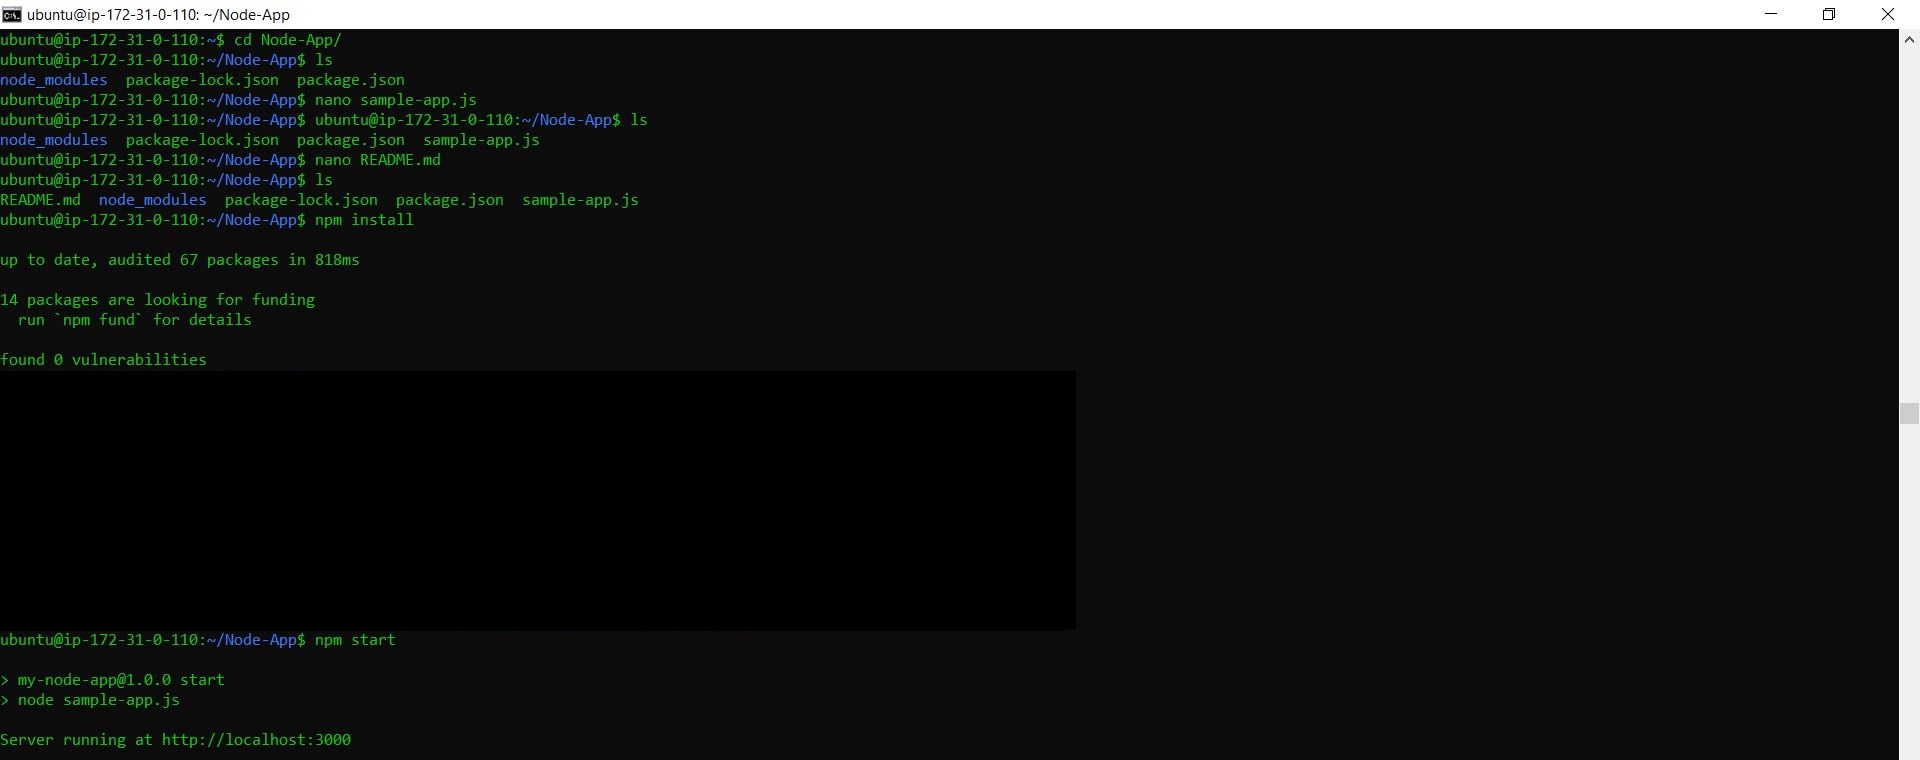 ubuntu@ip-172-31-0-110: ~/Node-App
ubuntu@ip-172-31-0-110:~$ cd Node-App/
ubuntu@ip-172-31-0-110:~/Node-App$ ls
node_modules  package-lock.json  package.json
ubuntu@ip-172-31-0-110:~/Node-App$ nano sample-app.js
ubuntu@ip-172-31-0-110:~/Node-App$ ubuntu@ip-172-31-0-110:~/Node-App$ ls
node_modules  package-lock.json  package.json  sample-app.js
ubuntu@ip-172-31-0-110:~/Node-App$ nano README.md
ubuntu@ip-172-31-0-110:~/Node-App$ ls
README.md  node_modules  package-lock.json  package.json  sample-app.js
ubuntu@ip-172-31-0-110:~/Node-App$ npm install
up to date, audited 67 packages in 818ms
14 packages are looking for funding
  run `npm fund` for details
found 0 vulnerabilities
ubuntu@ip-172-31-0-110:~/Node-App$ npm start
> my-node-app@1.0.0 start
> node sample-app.js
Server running at http://localhost:3000